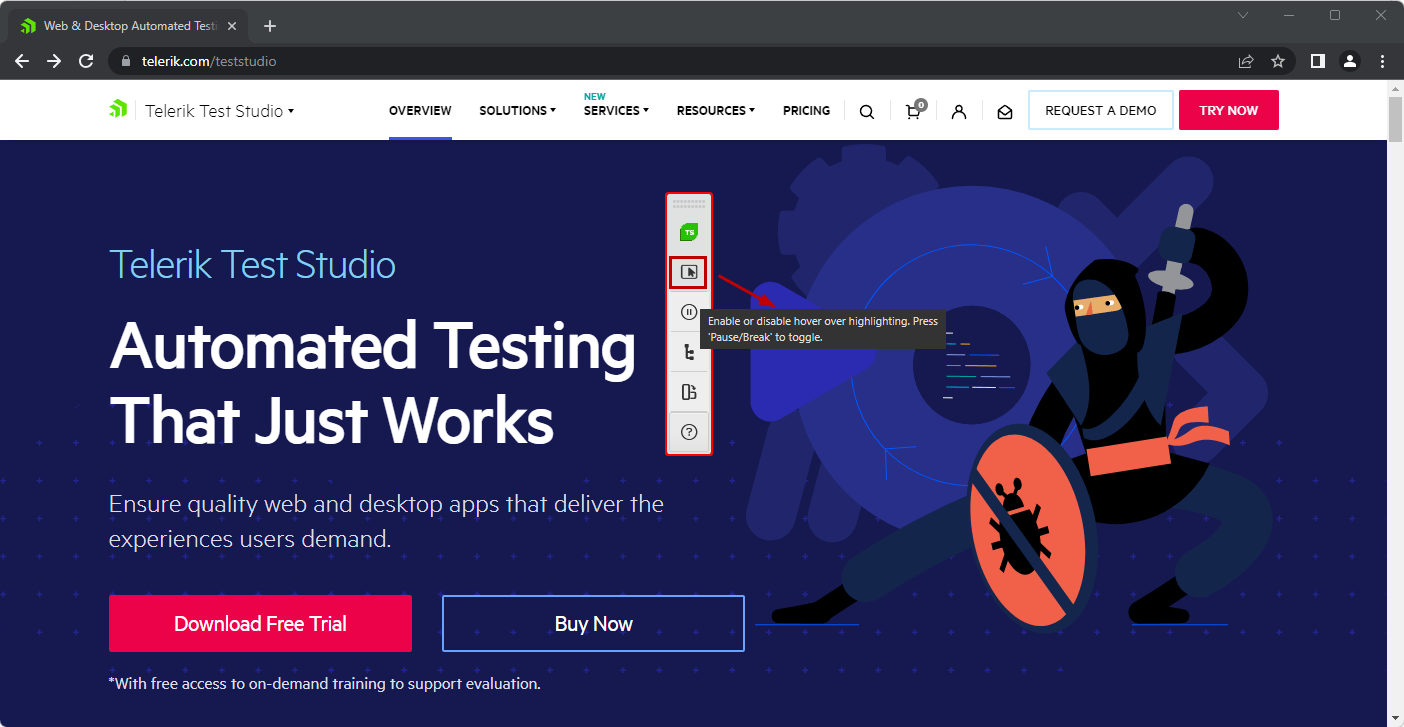 Web & Desktop Automated Testi
telerik.com/teststudio
Telerik Test Studio
OVERVIEW
SOLUTIONS
NEW
SERVICES
RESOURCES
PRICING
0
REQUEST A DEMO
TRY NOW
TS
Enable or disable hover over highlighting. Press
'Pause/Break' to toggle.
Telerik Test Studio
Automated Testing
That Just Works
Ensure quality web and desktop apps that deliver the
experiences users demand.
Download Free Trial
Buy Now
*With free access to on-demand training to support evaluation.